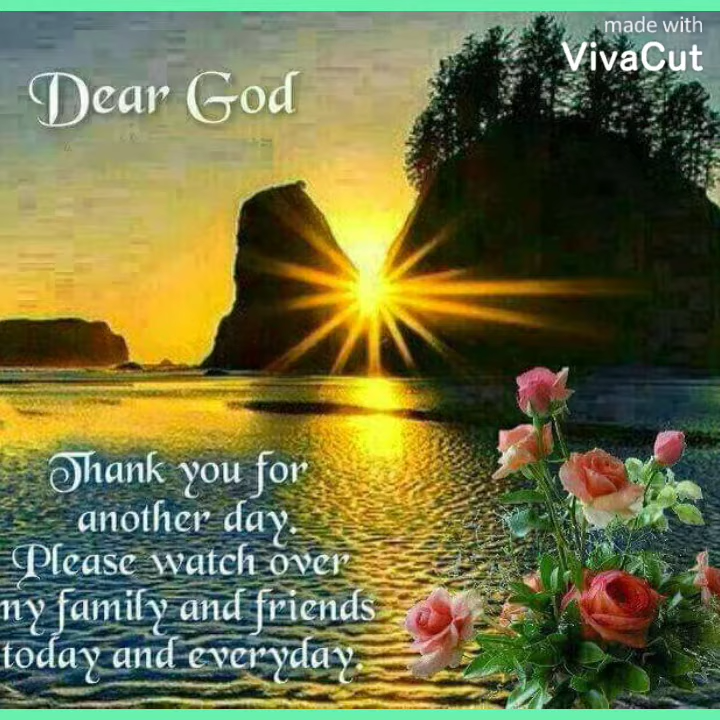 made with
VivaCut
Dear God
Thank you for
another day.
Please watch over
my family and friends
today and everyday.